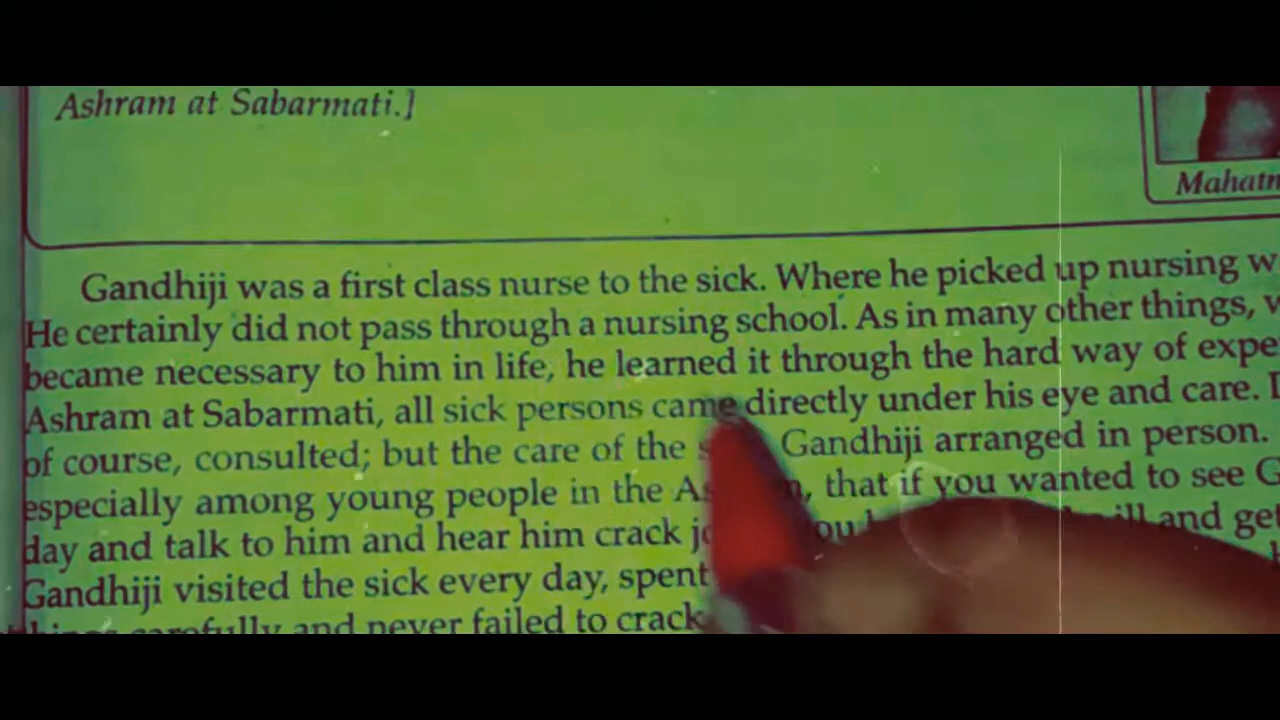 Ashram at Sabarmati.]
Mahatm
Gandhiji was a first class nurse to the sick. Where he picked up nursing w
He certainly did not pass through a nursing school. As in many other things, w
became necessary to him in life, he learned it through the hard way of expe
Ashram at Sabarmati, all sick persons came directly under his eye and care.
of course, consulted; but the care of the Gandhiji arranged in person.
especially among young people in the that if you wanted to see G
day and talk to him and hear him crack ill and get
Gandhiji visited the sick every day, spent
carefully and never failed to crack